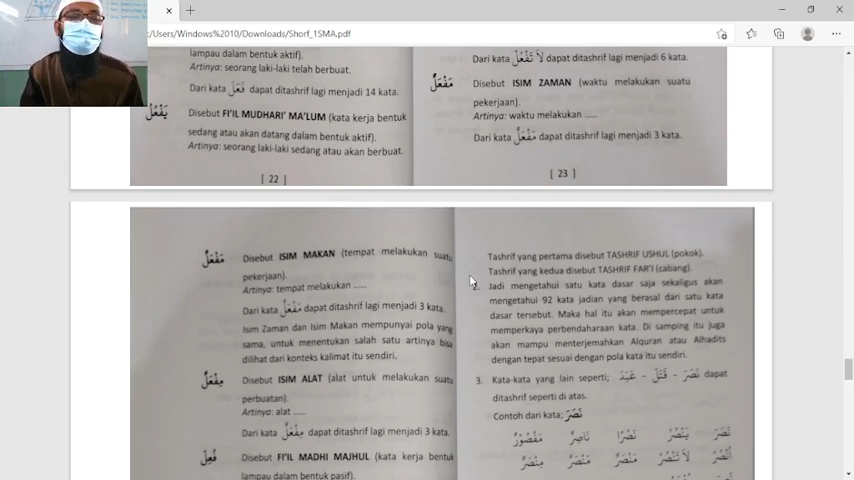 /Users/Windows%2010/Downloads/Shorf_1SMA.pdf
lampau dalam bentuk aktif).
Artinya: seorang laki-laki telah berbuat.
Dari kata فَعَلَ dapat ditashrif lagi menjadi 14 kata.
يَفْعُلُ Disebut FI'IL MUDHARI' MA'LUM (kata kerja bentuk
sedang atau akan datang dalam bentuk aktif).
Artinya: seorang laki-laki sedang atau akan berbuat.
[ 22 ]
Dari kata لَا تَفْعُلْ dapat ditashrif lagi menjadi 6 kata.
مَفْعَلٌ Disebut ISIM ZAMAN (waktu melakukan suatu
pekerjaan).
Artinya: waktu melakukan ......
Dari kata مَفْعَلٌ dapat ditashrif lagi menjadi 3 kata.
[ 23 ]
مَفْعَلٌ Disebut ISIM MAKAN (tempat melakukan suatu
pekerjaan).
Artinya: tempat melakukan ......
Dari kata مَفْعَلٌ dapat ditashrif lagi menjadi 3 kata.
Isim Zaman dan Isim Makan mempunyai pola yang
sama, untuk menentukan salah satu artinya bisa
dilihat dari konteks kalimat itu sendiri.
مِفْعَلٌ Disebut ISIM ALAT (alat untuk melakukan suatu
perbuatan).
Artinya: alat ......
Dari kata مِفْعَلٌ dapat ditashrif lagi menjadi 3 kata.
فُعِلَ Disebut FI'IL MADHI MAJHUL (kata kerja bentuk
lampau dalam bentuk pasif).
Tashrif yang pertama disebut TASHRIF USHUL (pokok).
Tashrif yang kedua disebut TASHRIF FAR'I (cabang).
2. Jadi mengetahui satu kata dasar saja sekaligus akan
mengetahui 92 kata jadian yang berasal dari satu kata
dasar tersebut. Maka hal itu akan mempercepat untuk
memperkaya perbendaharaan kata. Di samping itu juga
akan mampu menterjemahkan Alquran atau Alhadits
dengan tepat sesuai dengan pola kata itu sendiri.
3. Kata-kata yang lain seperti; نَصَرَ - قَتَلَ - عَبَدَ dapat
ditashrif seperti di atas.
Contoh dari kata; نَصَرَ
نَصَرَ يَنْصُرُ نَصْرًا نَاصِرٌ مَقْصُوْرٌ
اُنْصُرْ لَاتَنْصُرْ مَنْصَرٌ مَنْصَرٌ مِنْصَرٌ